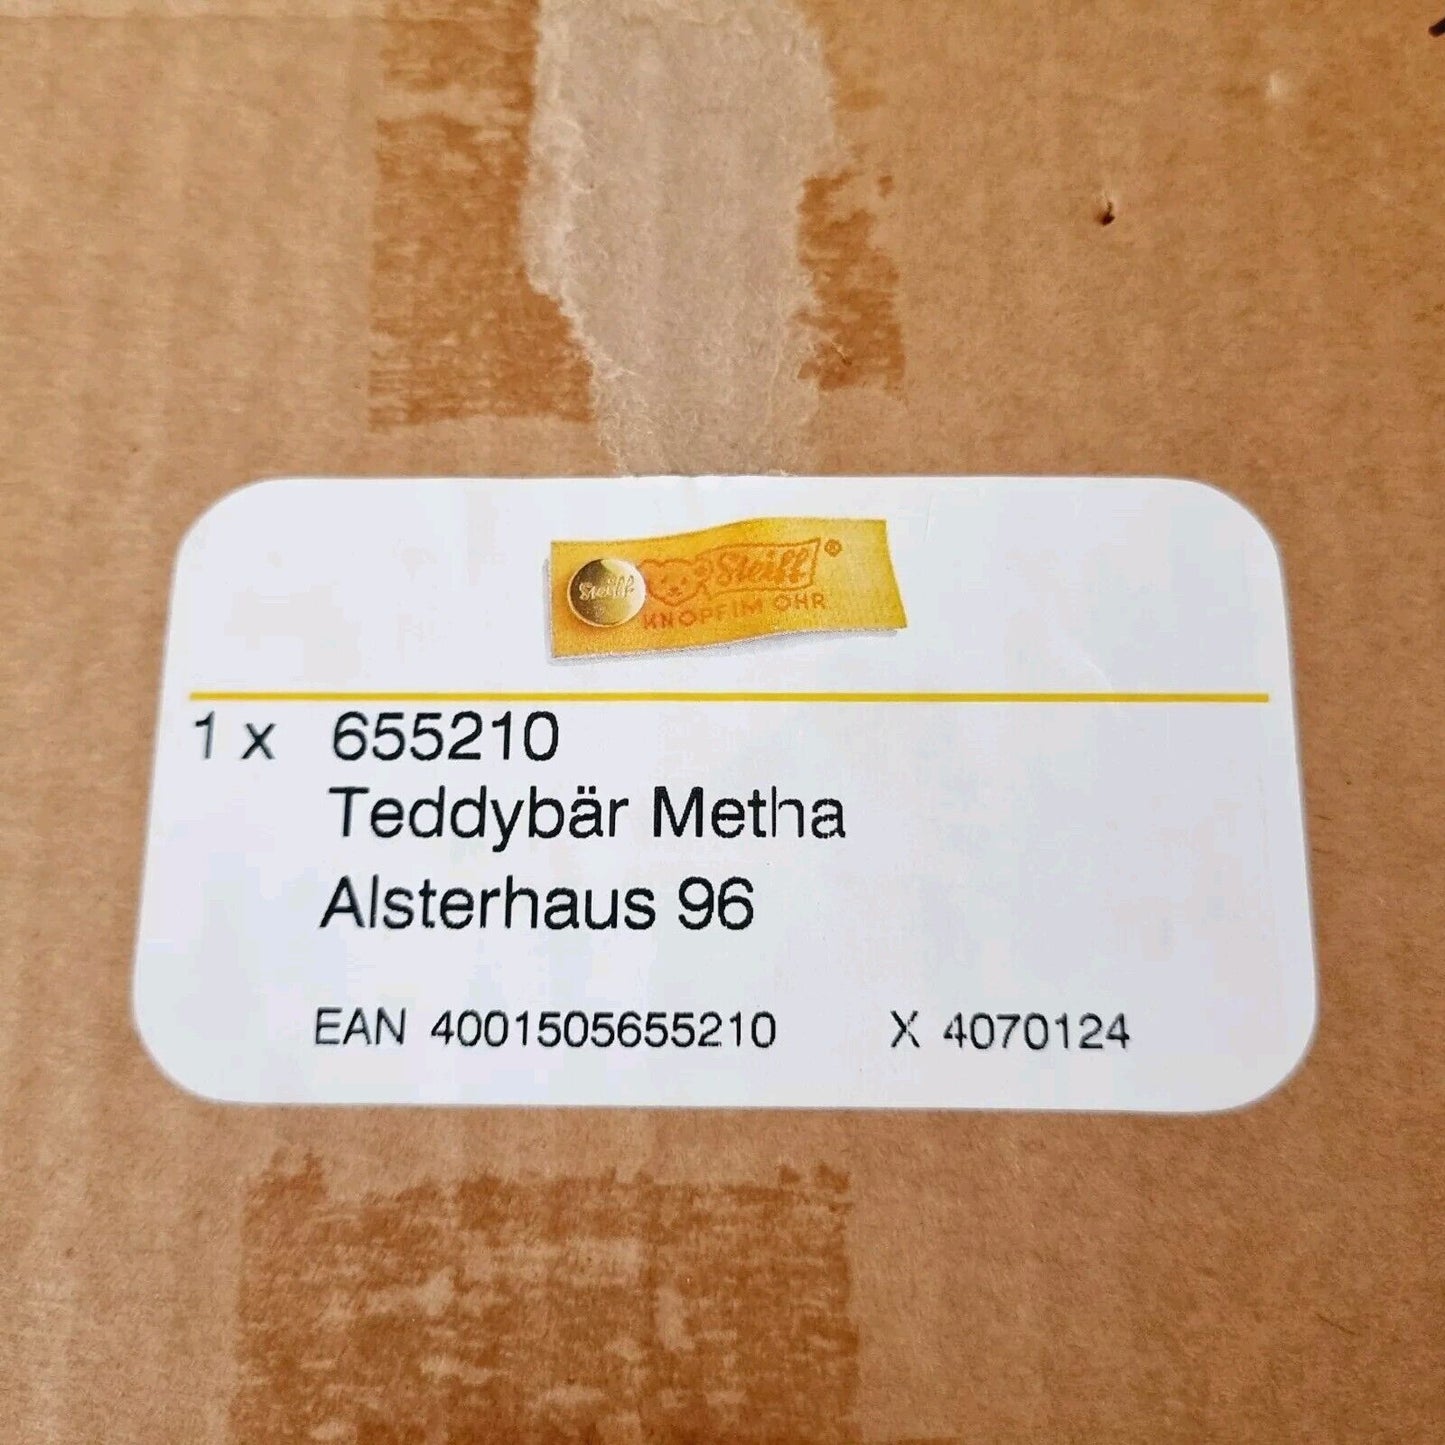 Steiff
Steiff ®
KNOPF IM OHR
1 x 655210
Teddybär Metha
Alsterhaus 96
EAN 4001505655210 X 4070124